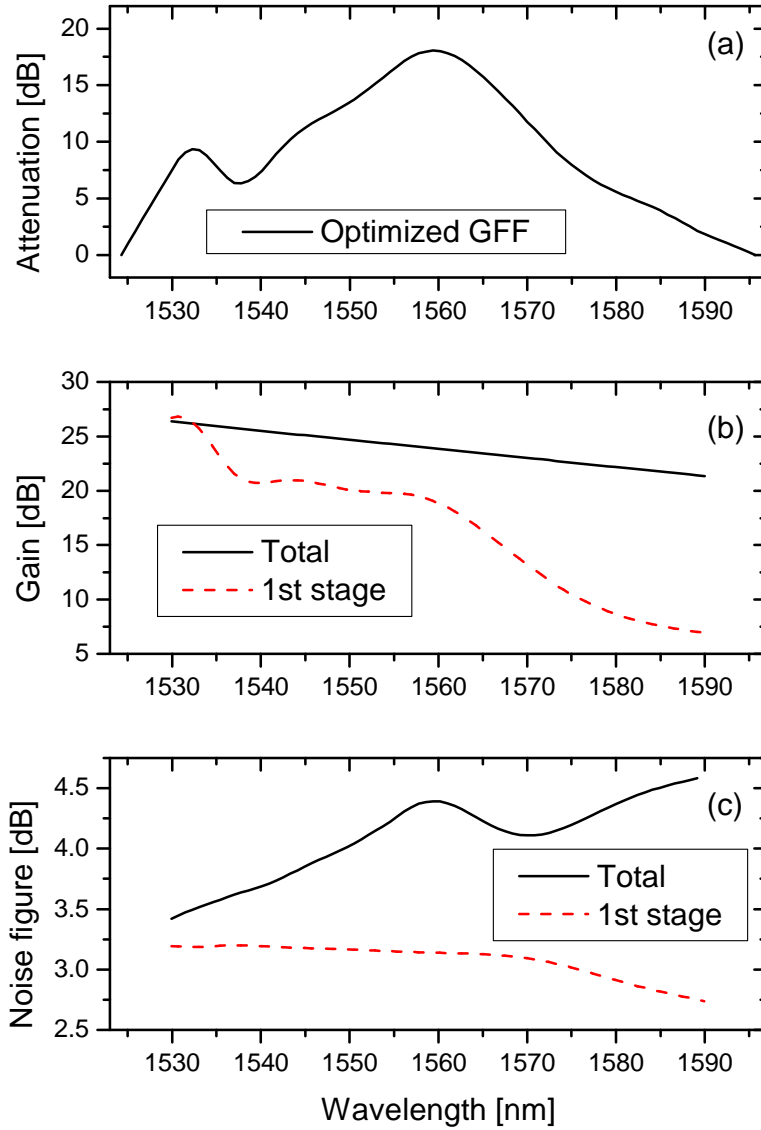 (a)
Attenuation [dB]
20
15
10
5
0
Optimized GFF
1530 1540 1550 1560 1570 1580 1590
(b)
Gain [dB]
30
25
20
15
10
5
Total
1st stage
1530 1540 1550 1560 1570 1580 1590
(c)
Noise figure [dB]
4.5
4.0
3.5
3.0
2.5
Total
1st stage
1530 1540 1550 1560 1570 1580 1590
Wavelength [nm]